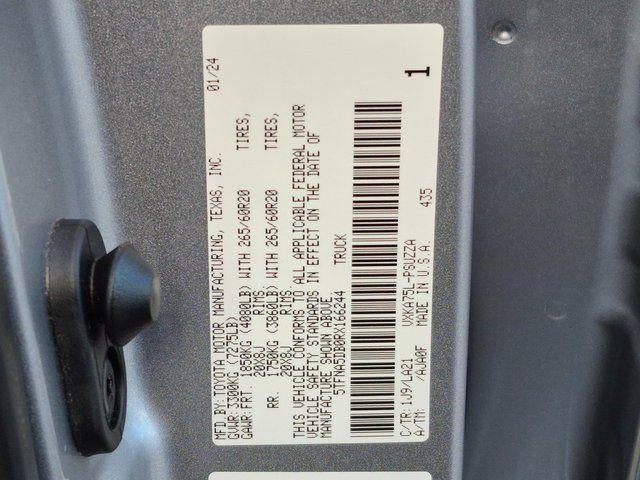 MFD.BY:TOYOTA MOTOR MANUFACTURING, TEXAS, INC. 01/24
GVWR:3300KG (7275LB)
GAWR:FRT. 1850KG (4080LB) WITH 265/60R20 TIRES,
20X8J RIMS.
RR. 1750KG (3860LB) WITH 265/60R20 TIRES,
20X8J RIMS.
THIS VEHICLE CONFORMS TO ALL APPLICABLE FEDERAL MOTOR
VEHICLE SAFETY STANDARDS IN EFFECT ON THE DATE OF
MANUFACTURE SHOWN ABOVE.
5TFNA5DB0RX166244 TRUCK
C/TR: 1J9/LA21 VXKA75L-PSUZZA 435
A/TM: /AJA0F MADE IN U.S.A. 1